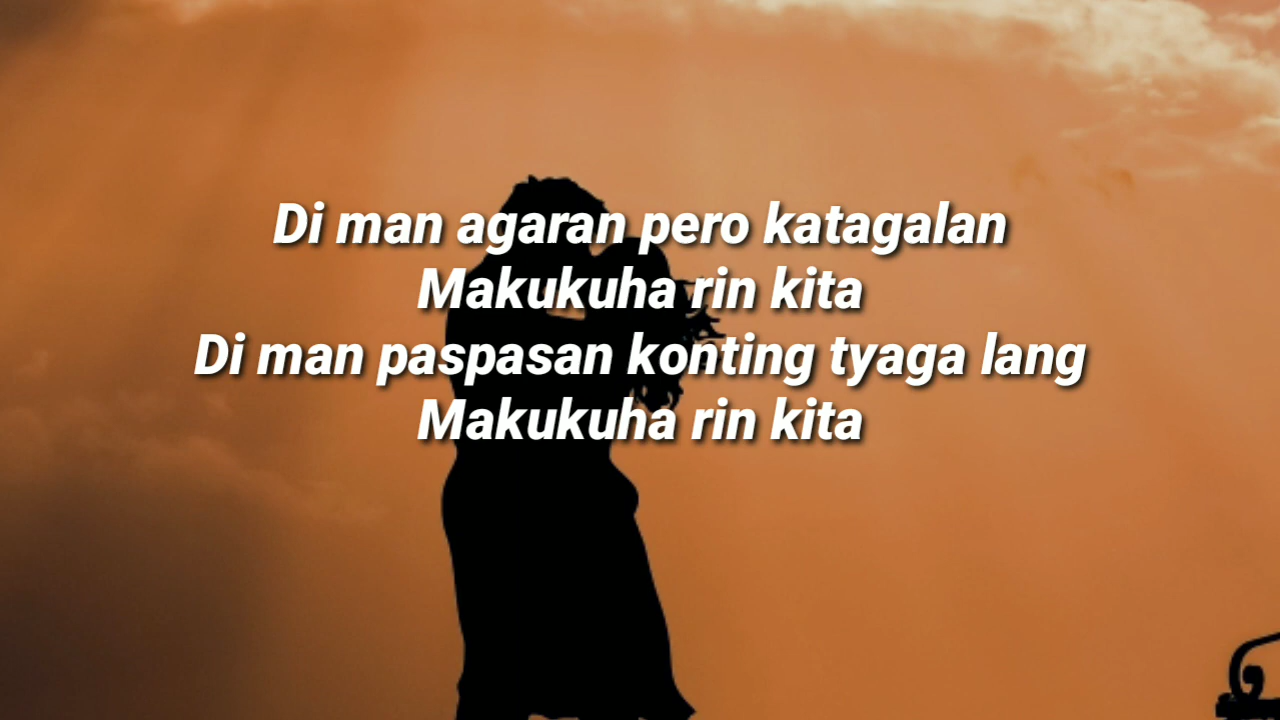 Di man agaran pero katagalan
Makukuha rin kita
Di man paspasan konting tyaga lang
Makukuha rin kita